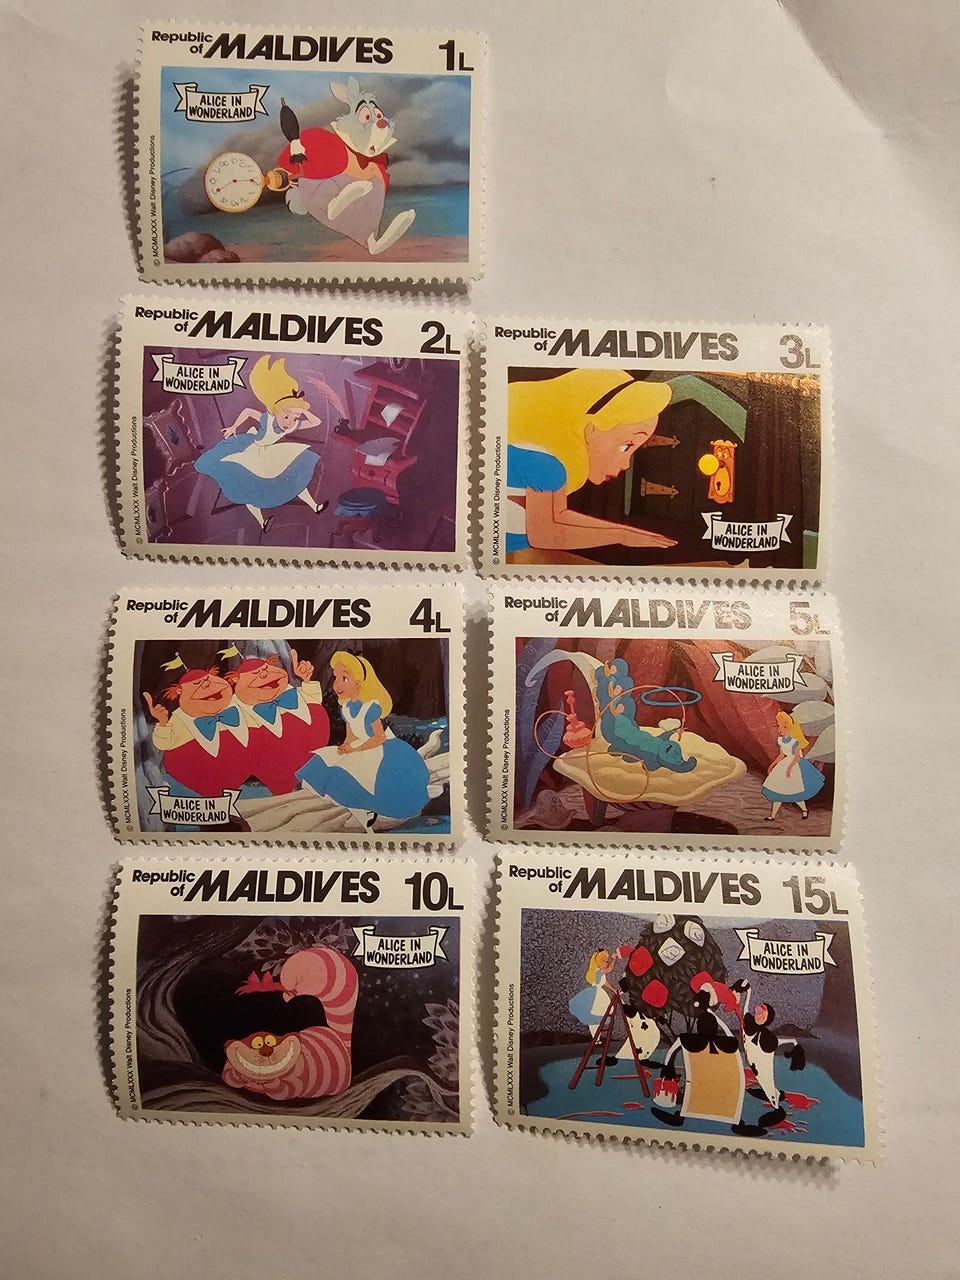 Republic
of MALDIVES 1L
ALICE IN
WONDERLAND
© MCMLXXX Walt Disney Productions
Republic
of MALDIVES 2L
ALICE IN
WONDERLAND
© MCMLXXX Walt Disney Productions
Republic
of MALDIVES 3L
ALICE IN
WONDERLAND
© MCMLXXX Walt Disney Productions
Republic
of MALDIVES 4L
ALICE IN
WONDERLAND
© MCMLXXX Walt Disney Productions
Republic
of MALDIVES 5L
ALICE IN
WONDERLAND
© MCMLXXX Walt Disney Productions
Republic
of MALDIVES 10L
ALICE IN
WONDERLAND
© MCMLXXX Walt Disney Productions
Republic
of MALDIVES 15L
ALICE IN
WONDERLAND
© MCMLXXX Walt Disney Productions